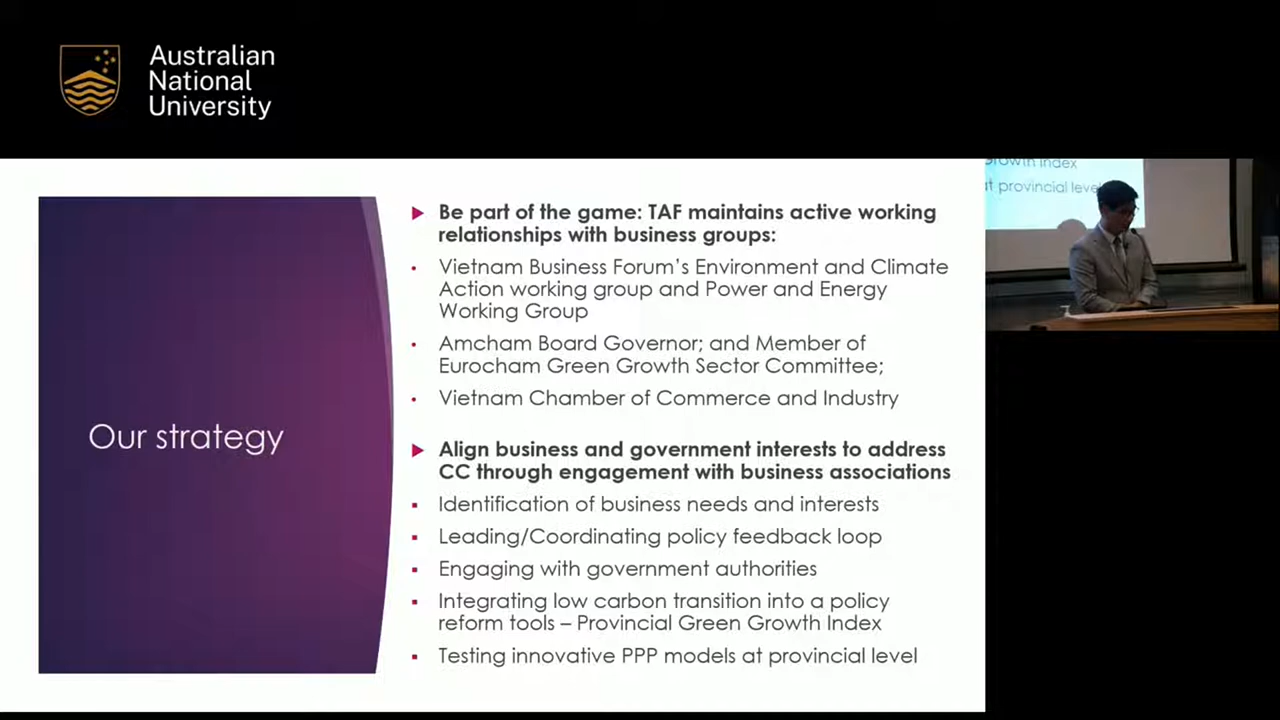 Australian
National
University
Our strategy
Be part of the game: TAF maintains active working
relationships with business groups:
Vietnam Business Forum's Environment and Climate
Action working group and Power and Energy
Working Group
Amcham Board Governor; and Member of
Eurocham Green Growth Sector Committee;
Vietnam Chamber of Commerce and Industry
Align business and government interests to address
CC through engagement with business associations
Identification of business needs and interests
Leading/Coordinating policy feedback loop
Engaging with government authorities
Integrating low carbon transition into a policy
reform tools – Provincial Green Growth Index
Testing innovative PPP models at provincial level
Growth Index
at provincial level